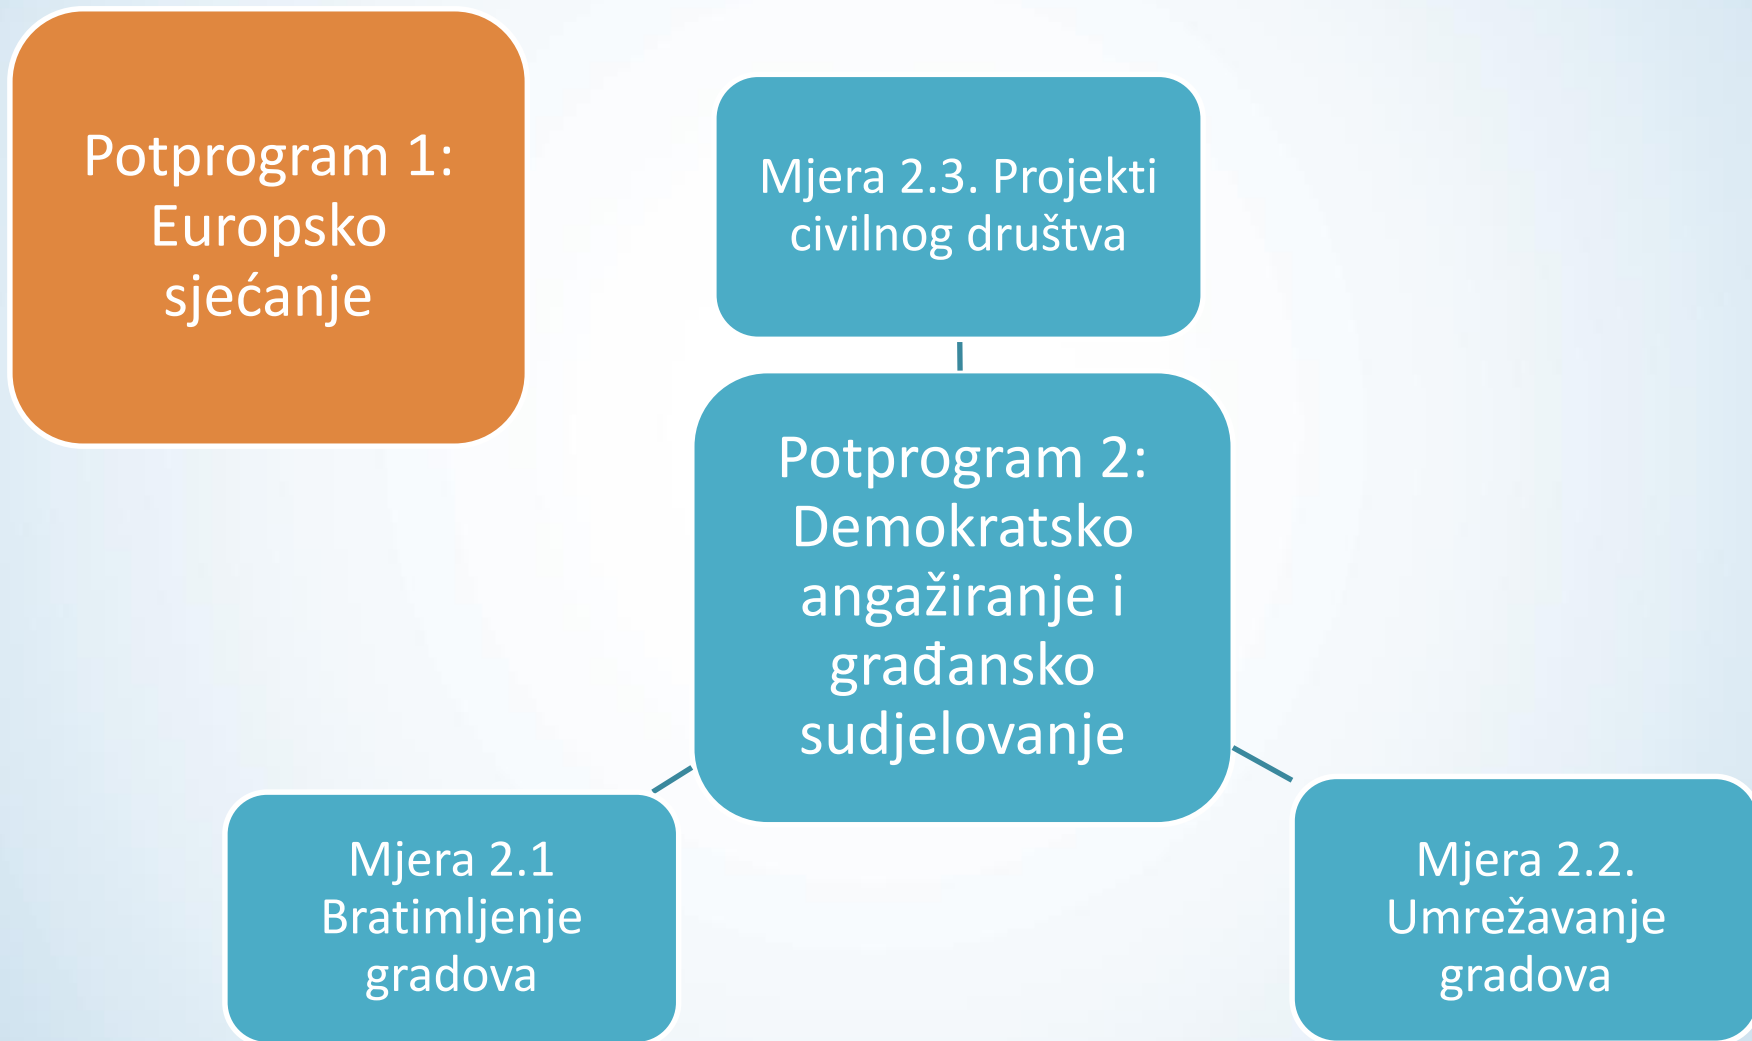 Potprogram 1:
Europsko
sjećanje
Mjera 2.3. Projekti
civilnog društva
Potprogram 2:
Demokratsko
angažiranje i
građansko
sudjelovanje
Mjera 2.1
Bratimljenje
gradova
Mjera 2.2.
Umrežavanje
gradova